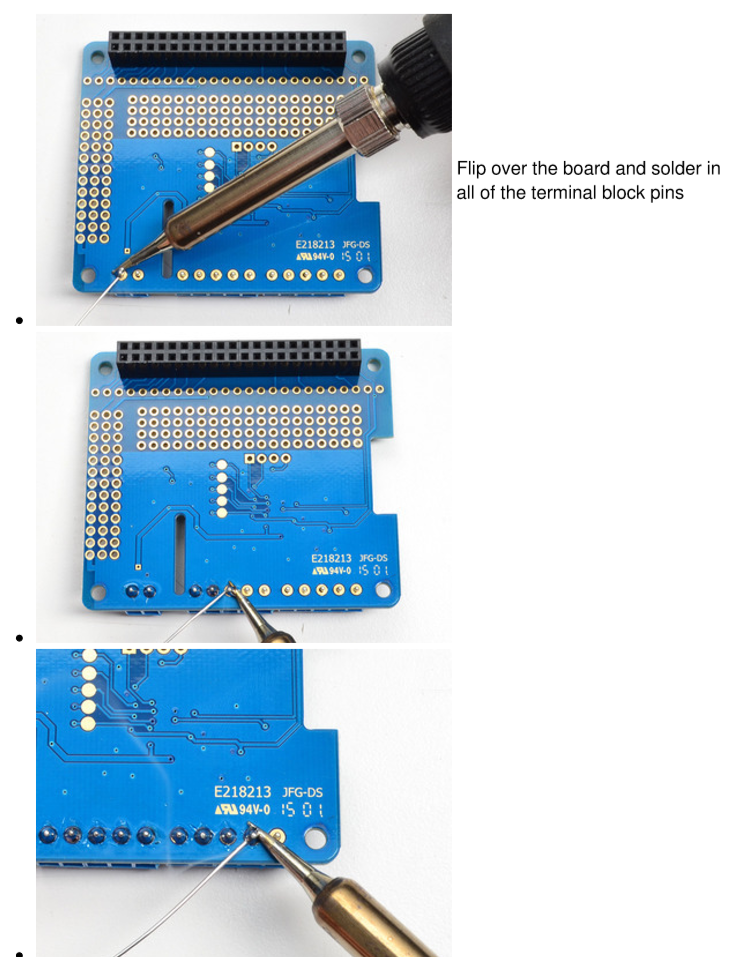 E218213 JFG-DS
94V-0 15 01
Flip over the board and solder in
all of the terminal block pins
E218213 JFG-DS
94V-0 15 01
E218213 JFG-DS
94V-0 15 01